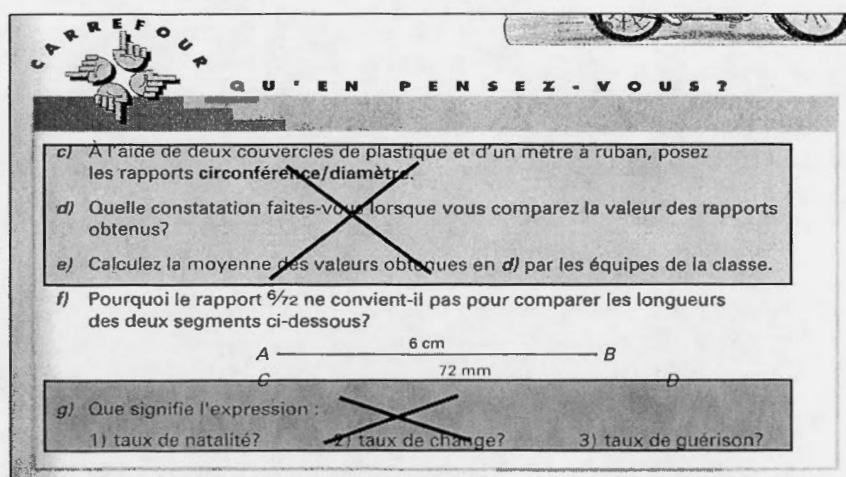 CARREFOUR
QU'EN PENSEZ-VOUS?
c) À l'aide de deux couvercles de plastique et d'un mètre à ruban, posez
les rapports circonférence/diamètre.
d) Quelle constatation faites-vous lorsque vous comparez la valeur des rapports
obtenus?
e) Calculez la moyenne des valeurs obtenues en d) par les équipes de la classe.
f) Pourquoi le rapport 6/72 ne convient-il pas pour comparer les longueurs
des deux segments ci-dessous?
6 cm
A B
72 mm
C D
g) Que signifie l'expression :
1) taux de natalité? 2) taux de change? 3) taux de guérison?